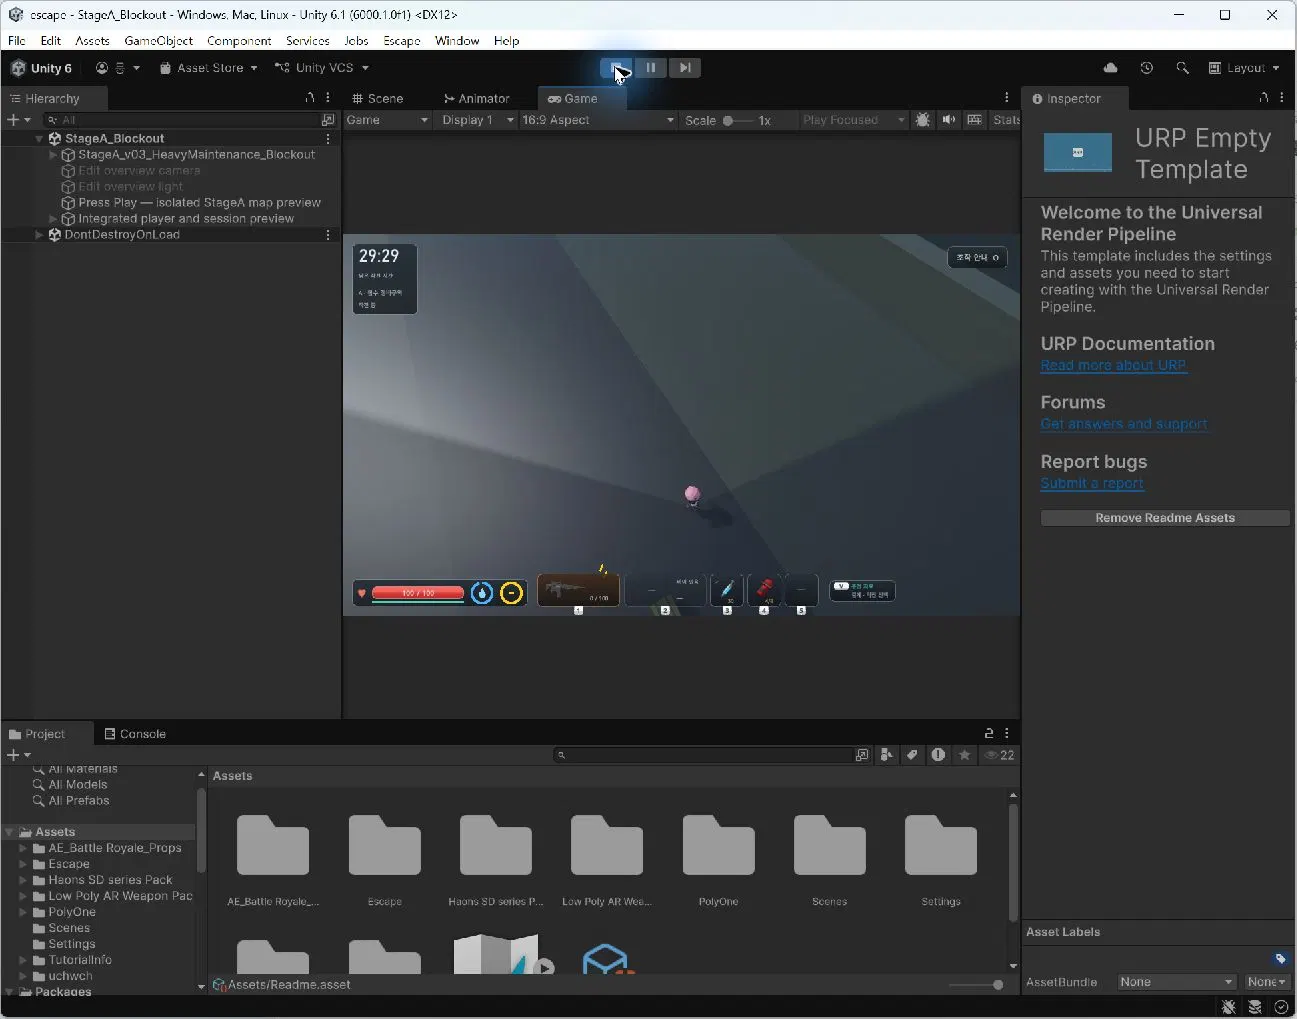 escape - StageA_Blockout - Windows, Mac, Linux - Unity 6.1 (6000.1.0f1) <DX12>
File Edit Assets GameObject Component Services Jobs Escape Window Help
Unity 6 Asset Store Unity VCS Layout
Hierarchy
All
StageA_Blockout
StageA_v03_HeavyMaintenance_Blockout
Edit overview camera
Edit overview light
Press Play — isolated StageA map preview
Integrated player and session preview
DontDestroyOnLoad
Scene Animator Game
Game Display 1 16:9 Aspect Scale 1x Play Focused Stats
29:29
조작 안내
100 / 100
0 / 100
1 2 3 4 5
V
Inspector
URP Empty
Template
Welcome to the Universal
Render Pipeline
This template includes the settings
and assets you need to start
creating with the Universal Render
Pipeline.
URP Documentation
Read more about URP
Forums
Get answers and support
Report bugs
Submit a report
Remove Readme Assets
Project Console
22
All Materials
All Models
All Prefabs
Assets
AE_Battle Royale_Props
Escape
Haons SD series Pack
Low Poly AR Weapon Pac
PolyOne
Scenes
Settings
TutorialInfo
uchwch
Packages
Assets
AE_Battle Royale_...
Escape
Haons SD series P...
Low Poly AR Wea...
PolyOne
Scenes
Settings
Assets/Readme.asset
Asset Labels
AssetBundle None None